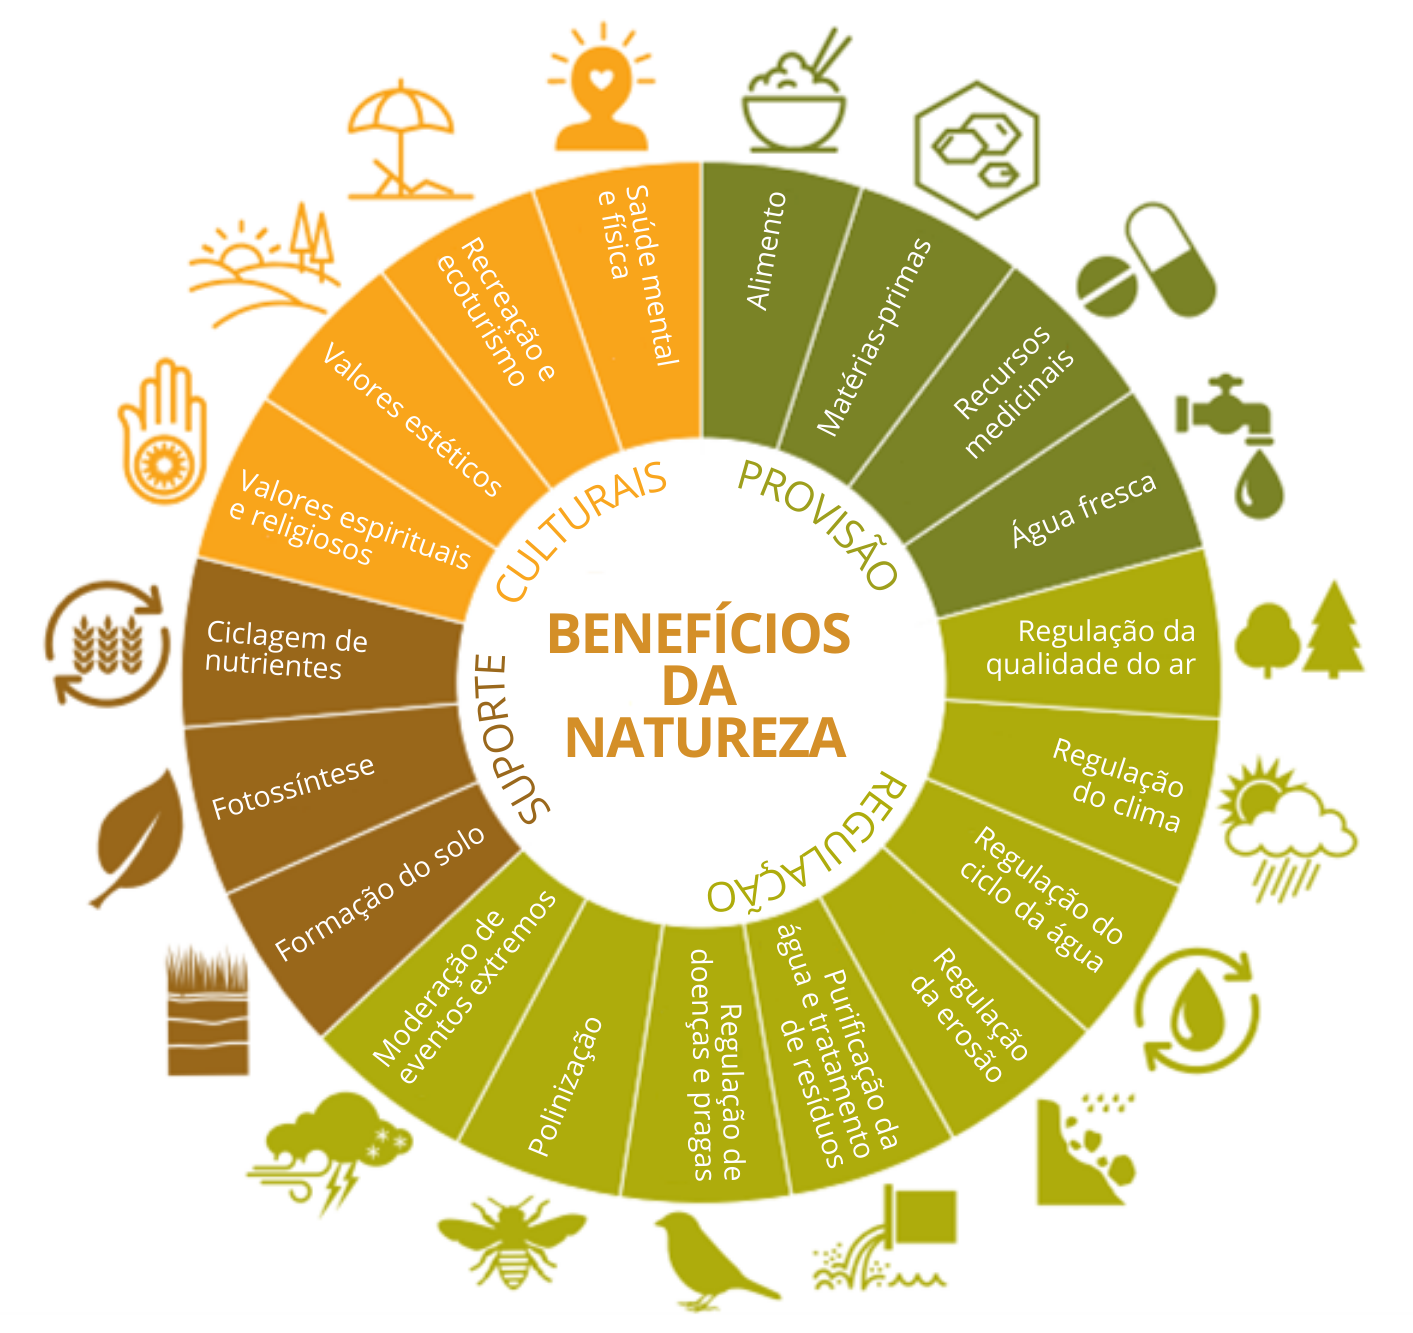 BENEFÍCIOS
DA
NATUREZA
PROVISÃO
Alimento
Matérias-primas
Recursos
medicinais
Água fresca
REGULAÇÃO
Regulação da
qualidade do ar
Regulação
do clima
Regulação do
ciclo da água
Regulação
da erosão
Purificação da
água e tratamento
de resíduos
Regulação de
doenças e pragas
Polinização
Moderação de
eventos extremos
SUPORTE
Formação do solo
Fotossíntese
Ciclagem de
nutrientes
CULTURAIS
Valores espirituais
e religiosos
Valores estéticos
Recreação e
ecoturismo
Saúde mental
e física